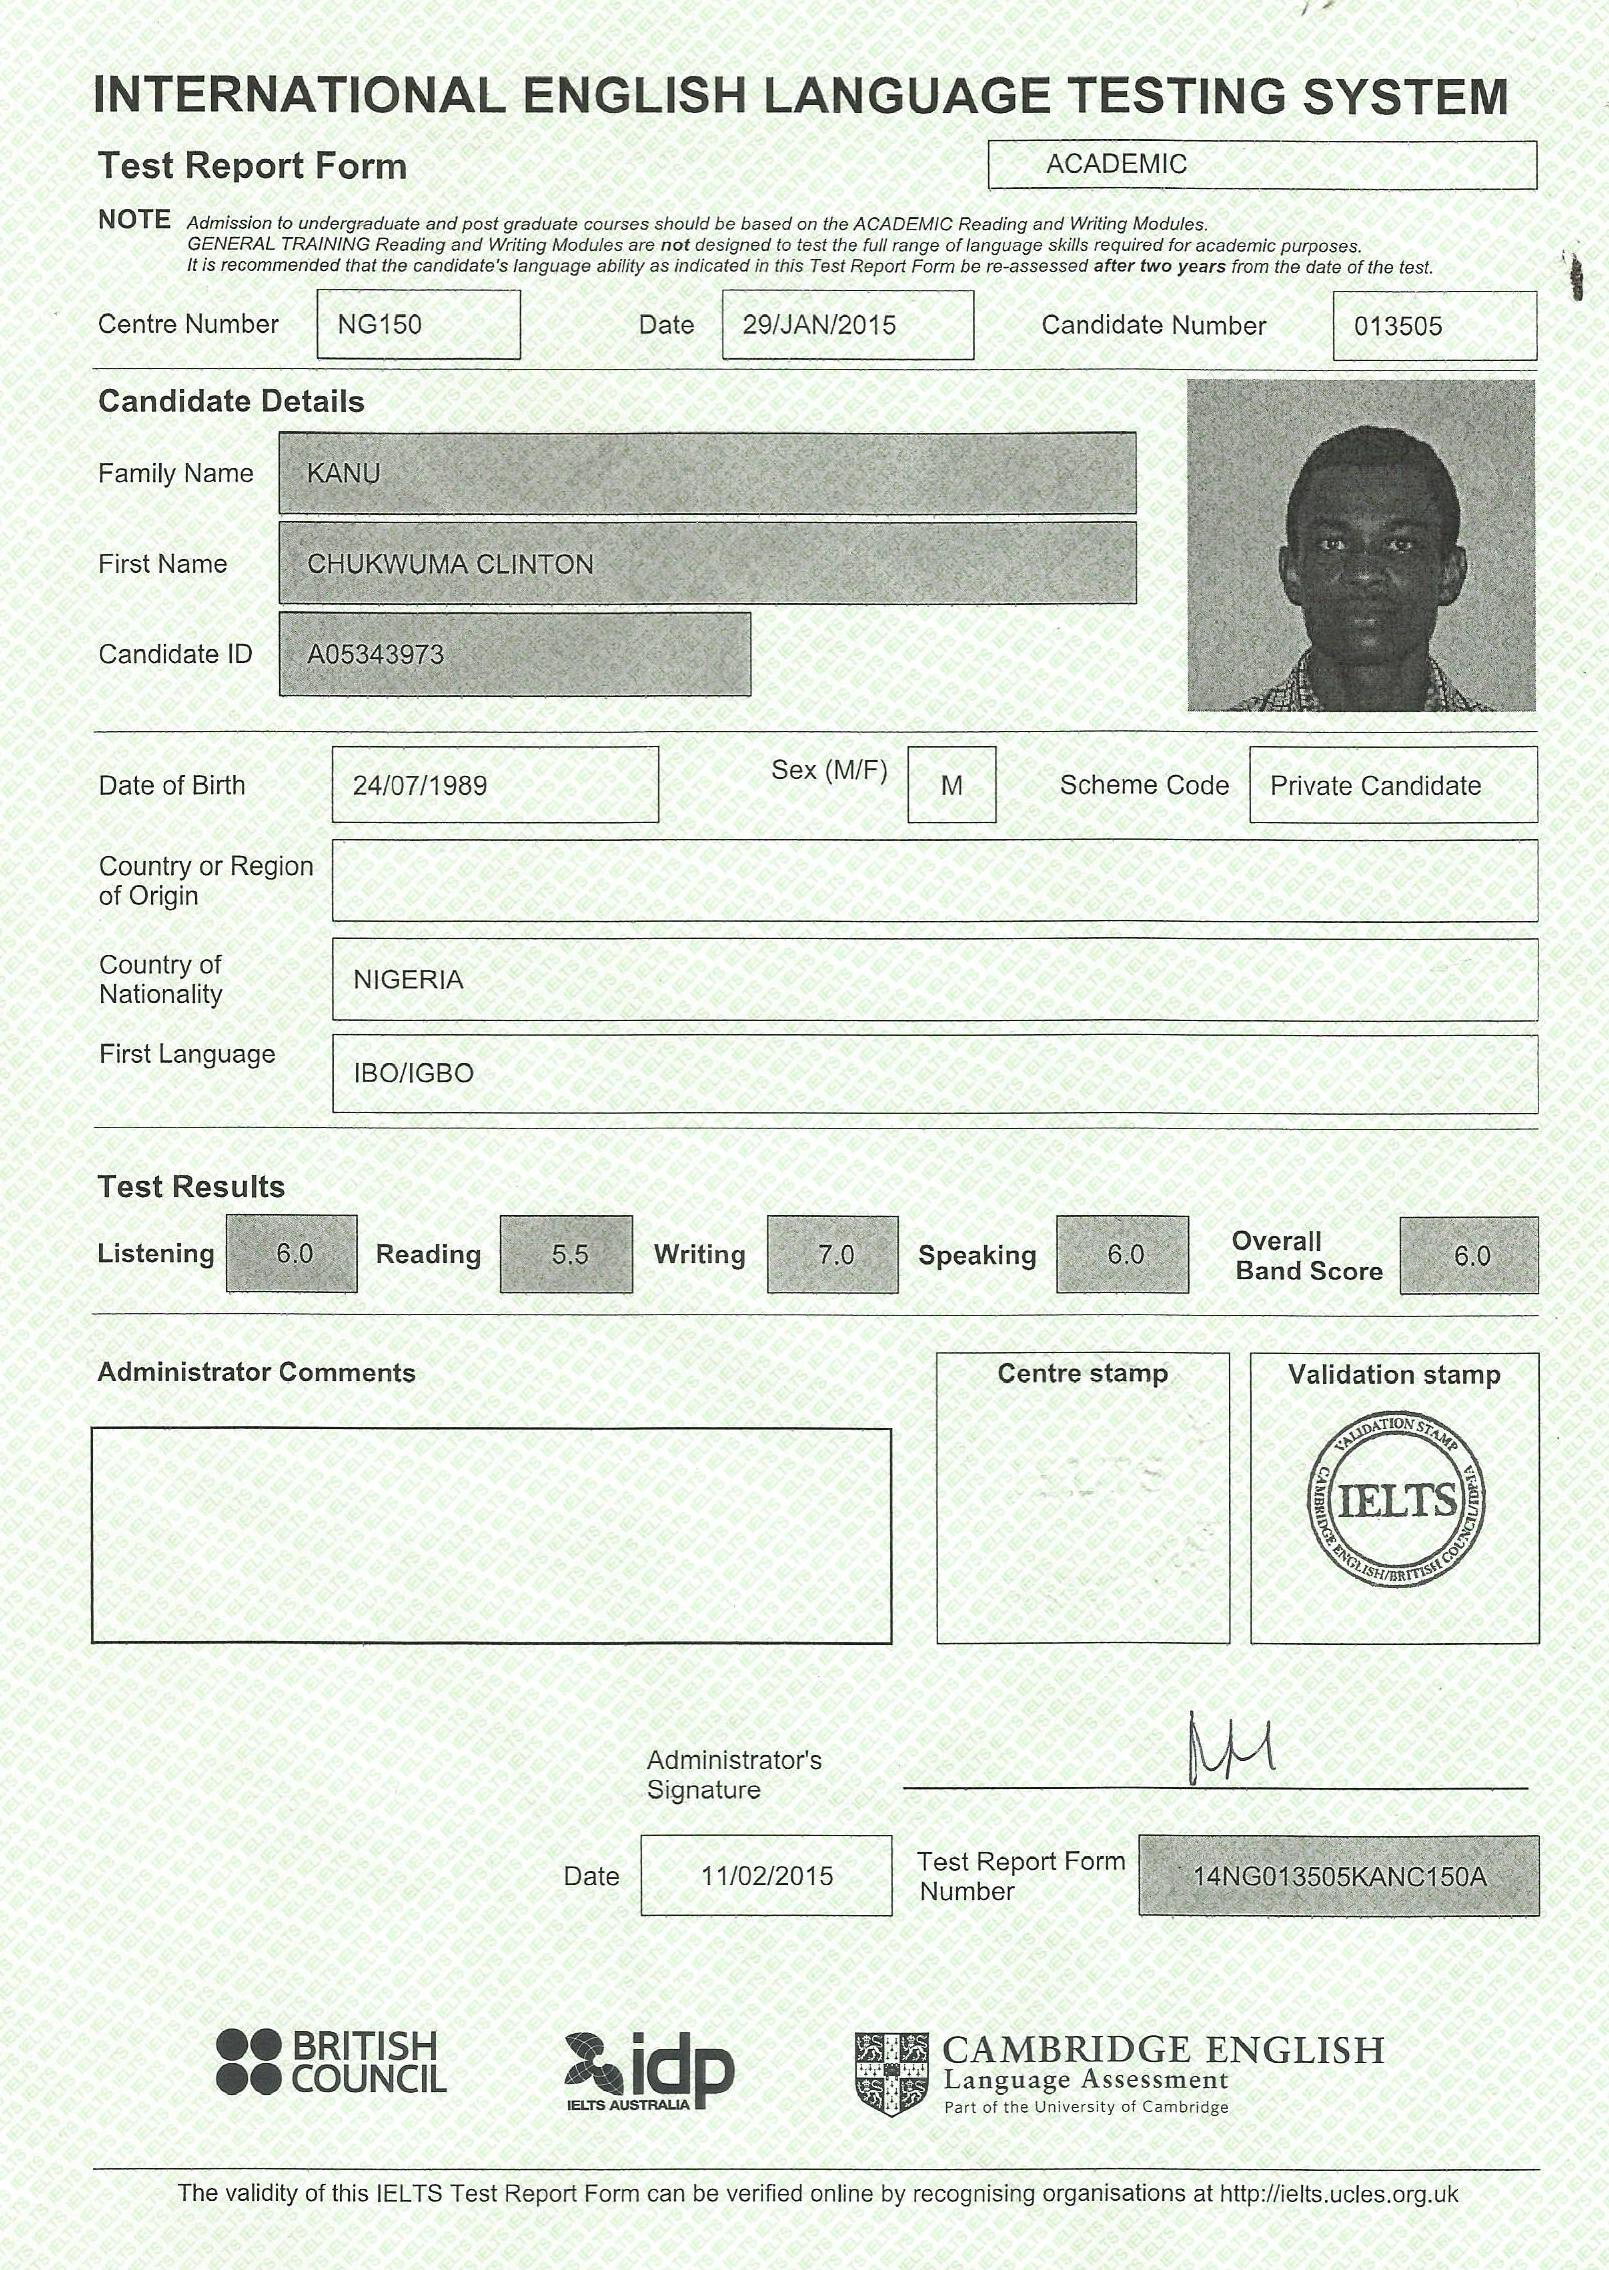 INTERNATIONAL ENGLISH LANGUAGE TESTING SYSTEM
Test Report Form
ACADEMIC
NOTE Admission to undergraduate and post graduate courses should be based on the ACADEMIC Reading and Writing Modules.
GENERAL TRAINING Reading and Writing Modules are not designed to test the full range of language skills required for academic purposes.
It is recommended that the candidate's language ability as indicated in this Test Report Form be re-assessed after two years from the date of the test.
Centre Number NG150 Date 29/JAN/2015 Candidate Number 013505
Candidate Details
Family Name KANU
First Name CHUKWUMA CLINTON
Candidate ID A05343973
Date of Birth 24/07/1989 Sex (M/F) M Scheme Code Private Candidate
Country or Region
of Origin
Country of
Nationality
NIGERIA
First Language
IBO/IGBO
Test Results
Listening 6.0 Reading 5.5 Writing 7.0 Speaking 6.0 Overall
Band Score 6.0
Administrator Comments
Centre stamp
Validation stamp
VALIDATION STAMP
IELTS
CAMBRIDGE ENGLISH/BRITISH COUNCIL/IDP:IA
Administrator's
Signature
Date 11/02/2015
Test Report Form
Number
14NG013505KANC150A
BRITISH
COUNCIL
idp
IELTS AUSTRALIA
CAMBRIDGE ENGLISH
Language Assessment
Part of the University of Cambridge
The validity of this IELTS Test Report Form can be verified online by recognising organisations at http://ielts.ucles.org.uk